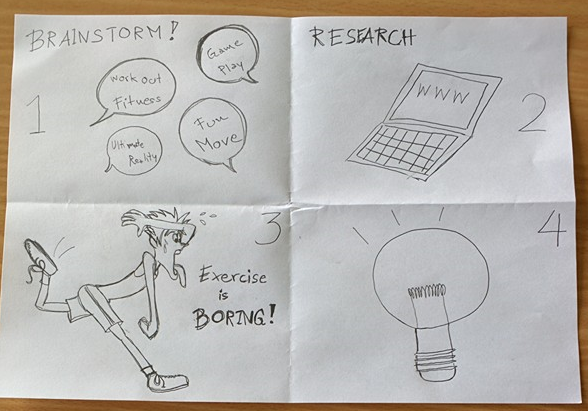 BRAINSTORM!
1
Work out
Fitness
Game
Play
Ultimate
Reality
Fun
Move
RESEARCH
WWW
2
3
Exercise
is
BORING!
4